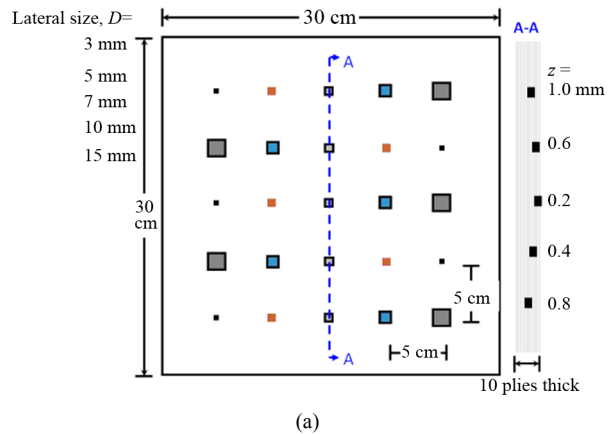 Lateral size, D=
3 mm
5 mm
7 mm
10 mm
15 mm
30 cm
A-A
A
z =
1.0 mm
0.6
0.2
0.4
0.8
30
cm
5 cm
5 cm
A
10 plies thick
(a)